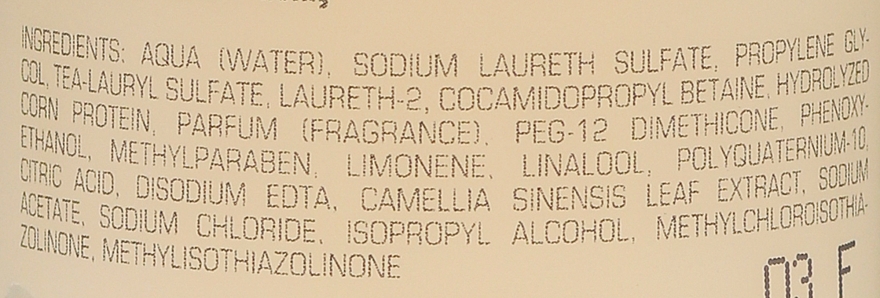 INGREDIENTS: AQUA (WATER), SODIUM LAURETH SULFATE, PROPYLENE GLY-
COL, TEA-LAURYL SULFATE, LAURETH-2, COCAMIDOPROPYL BETAINE, HYDROLYZED
CORN PROTEIN, PARFUM (FRAGRANCE), PEG-12 DIMETHICONE, PHENOXY-
ETHANOL, METHYLPARABEN, LIMONENE, LINALOOL, POLYQUATERNIUM-10,
CITRIC ACID, DISODIUM EDTA, CAMELLIA SINENSIS LEAF EXTRACT, SODIUM
ACETATE, SODIUM CHLORIDE, ISOPROPYL ALCOHOL, METHYLCHLOROISOTHIA-
ZOLINONE, METHYLISOTHIAZOLINONE